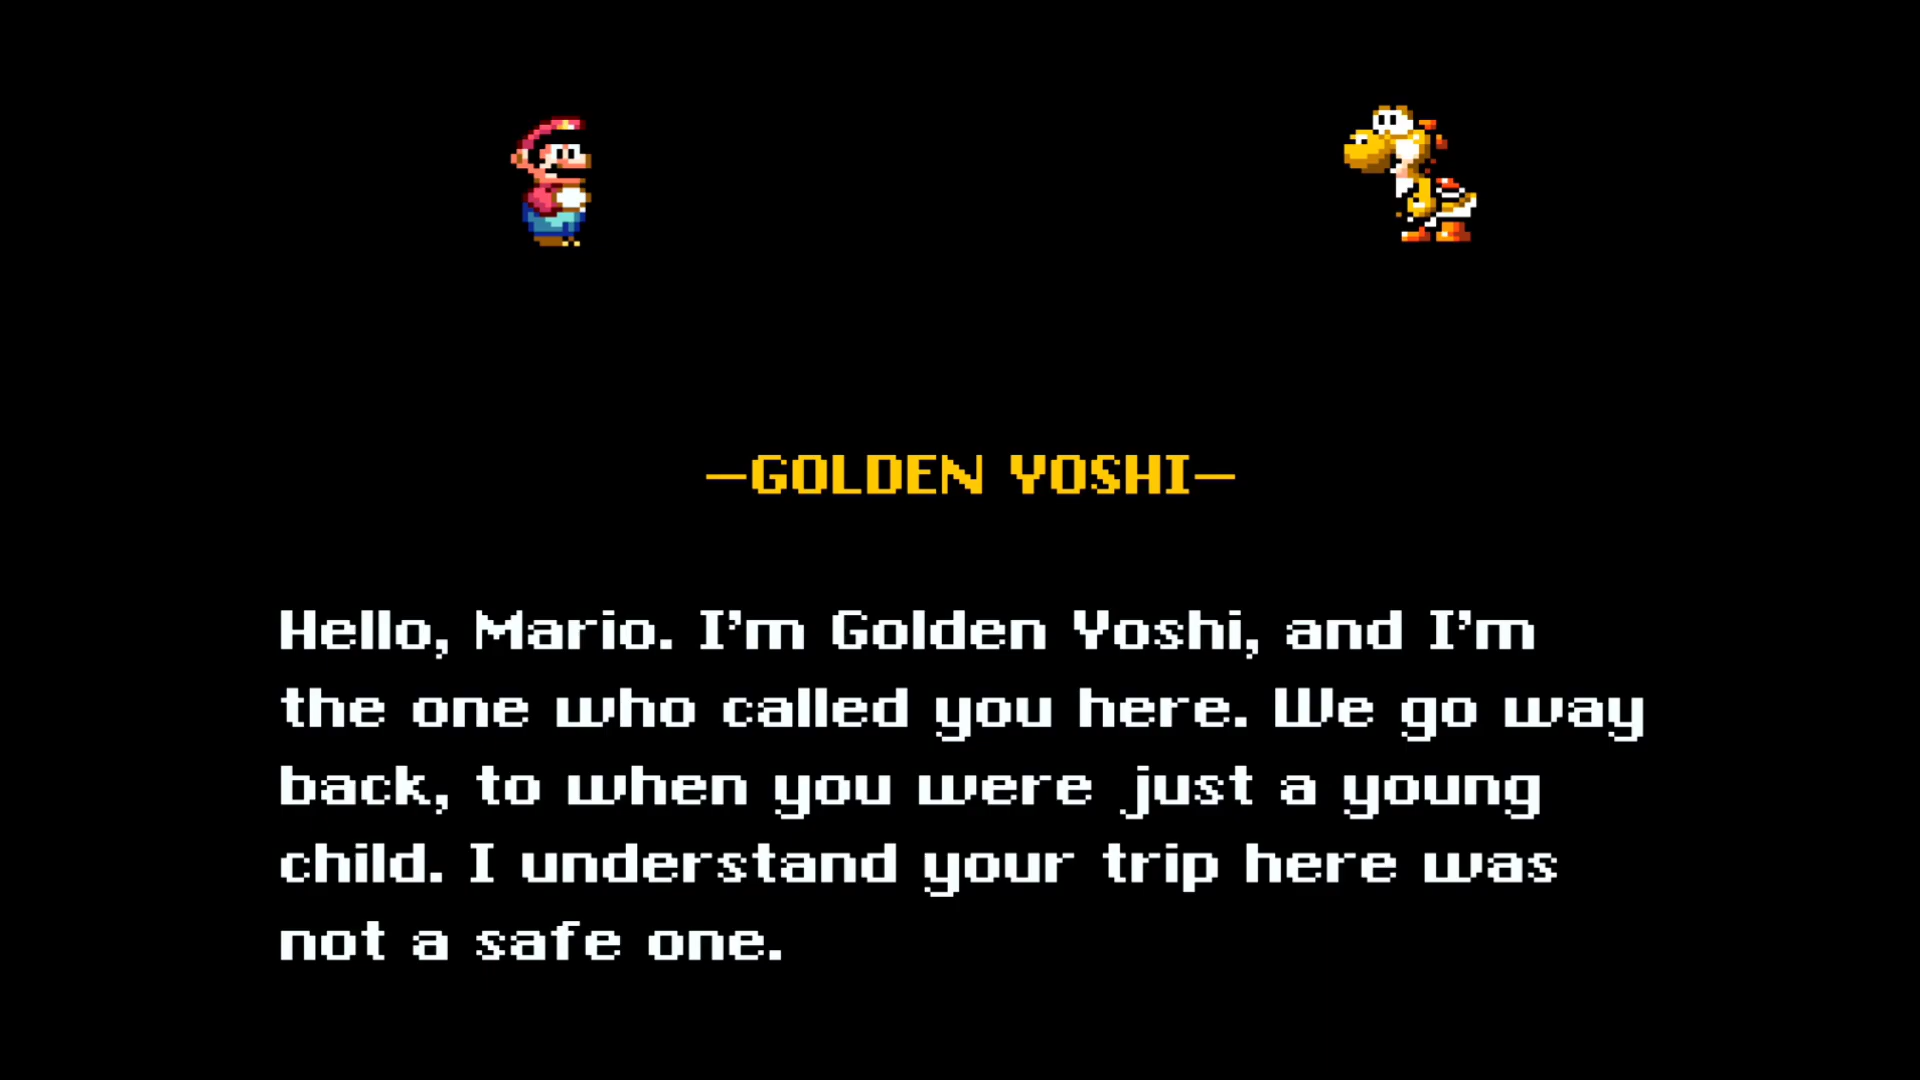 —GOLDEN YOSHI—
Hello, Mario. I'm Golden Yoshi, and I'm
the one who called you here. We go way
back, to when you were just a young
child. I understand your trip here was
not a safe one.